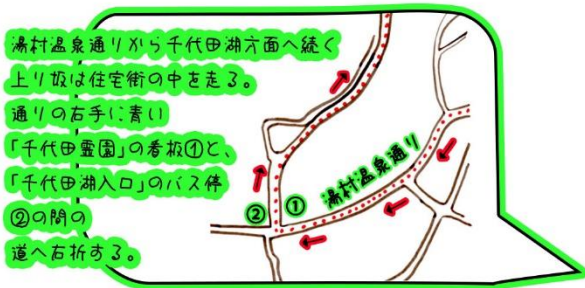 湯村温泉通りから千代田湖方面へ続く
上り坂は住宅街の中を走る。
通りの右手に青い
「千代田霊園」の看板①と、
「千代田湖入口」のバス停
②の間の
道へ右折する。
② ①
湯村温泉通り